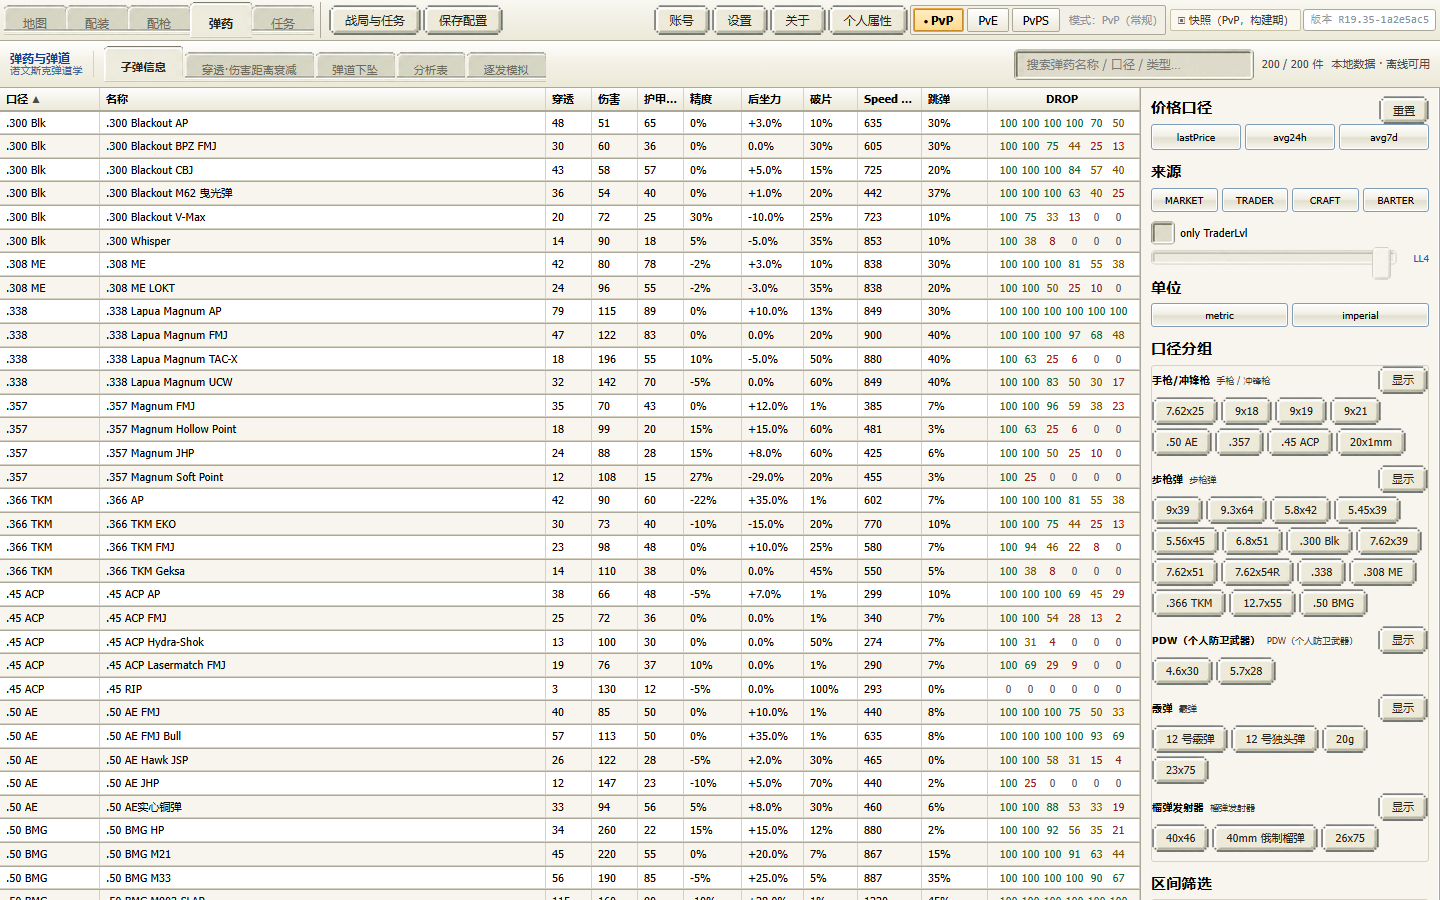 地图 配装 配枪 弹药 任务 战局与任务 保存配置 账号 设置 关于 个人属性 • PvP PvE PvPS 模式：PvP（常规） 快照（PvP，构建期） 版本 R19.35-1a2e5ac5
弹药与弹道
诺文斯克弹道学
子弹信息 穿透·伤害距离衰减 弹道下坠 分析表 逐发模拟 搜索弹药名称 / 口径 / 类型... 200 / 200 件 本地数据 · 离线可用
口径 ▲ 名称 穿透 伤害 护甲... 精度 后坐力 破片 Speed ... 跳弹 DROP
.300 Blk .300 Blackout AP 48 51 65 0% +3.0% 10% 635 30% 100 100 100 100 70 50
.300 Blk .300 Blackout BPZ FMJ 30 60 36 0% 0.0% 30% 605 30% 100 100 75 44 25 13
.300 Blk .300 Blackout CBJ 43 58 57 0% +5.0% 15% 725 20% 100 100 100 84 57 40
.300 Blk .300 Blackout M62 曳光弹 36 54 40 0% +1.0% 20% 442 37% 100 100 100 63 40 25
.300 Blk .300 Blackout V-Max 20 72 25 30% -10.0% 25% 723 10% 100 75 33 13 0 0
.300 Blk .300 Whisper 14 90 18 5% -5.0% 35% 853 10% 100 38 8 0 0 0
.308 ME .308 ME 42 80 78 -2% +3.0% 10% 838 30% 100 100 100 81 55 38
.308 ME .308 ME LOKT 24 96 55 -2% -3.0% 35% 838 20% 100 100 50 25 10 0
.338 .338 Lapua Magnum AP 79 115 89 0% +10.0% 13% 849 30% 100 100 100 100 100 100
.338 .338 Lapua Magnum FMJ 47 122 83 0% 0.0% 20% 900 40% 100 100 100 97 68 48
.338 .338 Lapua Magnum TAC-X 18 196 55 10% -5.0% 50% 880 40% 100 63 25 6 0 0
.338 .338 Lapua Magnum UCW 32 142 70 -5% 0.0% 60% 849 40% 100 100 83 50 30 17
.357 .357 Magnum FMJ 35 70 43 0% +12.0% 1% 385 7% 100 100 96 59 38 23
.357 .357 Magnum Hollow Point 18 99 20 15% +15.0% 60% 481 3% 100 63 25 6 0 0
.357 .357 Magnum JHP 24 88 28 15% +8.0% 60% 425 6% 100 100 50 25 10 0
.357 .357 Magnum Soft Point 12 108 15 27% -29.0% 20% 455 3% 100 25 0 0 0 0
.366 TKM .366 AP 42 90 60 -22% +35.0% 1% 602 7% 100 100 100 81 55 38
.366 TKM .366 TKM EKO 30 73 40 -10% -15.0% 20% 770 10% 100 100 75 44 25 13
.366 TKM .366 TKM FMJ 23 98 48 0% +10.0% 25% 580 7% 100 94 46 22 8 0
.366 TKM .366 TKM Geksa 14 110 38 0% 0.0% 45% 550 5% 100 38 8 0 0 0
.45 ACP .45 ACP AP 38 66 48 -5% +7.0% 1% 299 10% 100 100 100 69 45 29
.45 ACP .45 ACP FMJ 25 72 36 0% 0.0% 1% 340 7% 100 100 54 28 13 2
.45 ACP .45 ACP Hydra-Shok 13 100 30 0% 0.0% 50% 274 7% 100 31 4 0 0 0
.45 ACP .45 ACP Lasermatch FMJ 19 76 37 10% 0.0% 1% 290 7% 100 69 29 9 0 0
.45 ACP .45 RIP 3 130 12 -5% 0.0% 100% 293 0% 0 0 0 0 0 0
.50 AE .50 AE FMJ 40 85 50 0% +10.0% 1% 440 8% 100 100 100 75 50 33
.50 AE .50 AE FMJ Bull 57 113 50 0% +35.0% 1% 635 8% 100 100 100 100 93 69
.50 AE .50 AE Hawk JSP 26 122 28 -5% +2.0% 30% 465 0% 100 100 58 31 15 4
.50 AE .50 AE JHP 12 147 23 -10% +5.0% 70% 440 2% 100 25 0 0 0 0
.50 AE .50 AE实心铜弹 33 94 56 5% +8.0% 30% 460 6% 100 100 88 53 33 19
.50 BMG .50 BMG HP 34 260 22 15% +15.0% 12% 880 2% 100 100 92 56 35 21
.50 BMG .50 BMG M21 45 220 55 0% +20.0% 7% 867 15% 100 100 100 91 63 44
.50 BMG .50 BMG M33 56 190 85 -5% +25.0% 5% 887 35% 100 100 100 100 90 67
价格口径 重置
lastPrice avg24h avg7d
来源
MARKET TRADER CRAFT BARTER
only TraderLvl
LL4
单位
metric imperial
口径分组
手枪/冲锋枪 手枪 / 冲锋枪 显示
7.62x25 9x18 9x19 9x21
.50 AE .357 .45 ACP 20x1mm
步枪弹 步枪弹 显示
9x39 9.3x64 5.8x42 5.45x39
5.56x45 6.8x51 .300 Blk 7.62x39
7.62x51 7.62x54R .338 .308 ME
.366 TKM 12.7x55 .50 BMG
PDW（个人防卫武器） PDW（个人防卫武器） 显示
4.6x30 5.7x28
霰弹 霰弹 显示
12 号霰弹 12 号独头弹 20g
23x75
榴弹发射器 榴弹发射器 显示
40x46 40mm 俄制榴弹 26x75
区间筛选